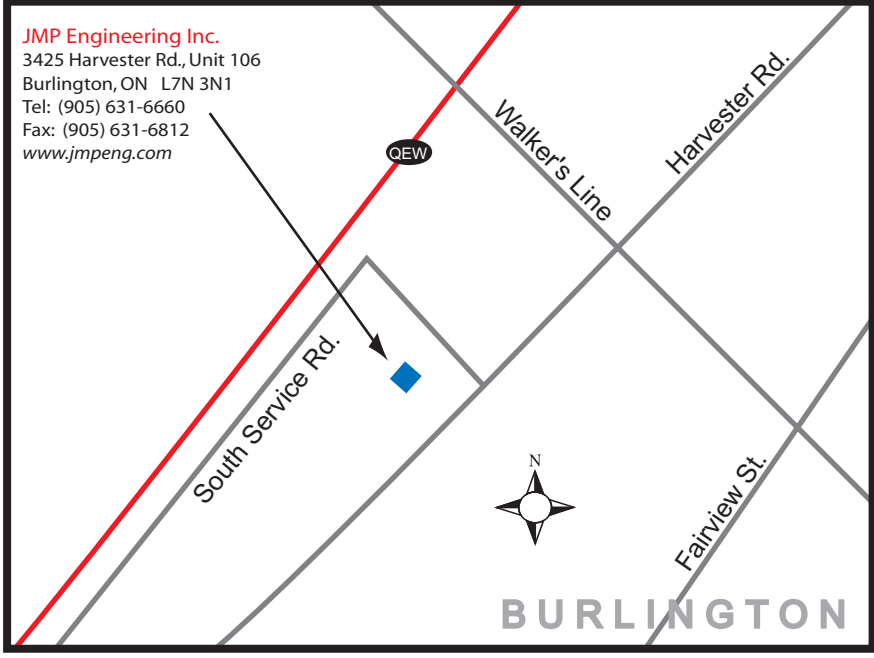 JMP Engineering Inc.
3425 Harvester Rd., Unit 106
Burlington, ON L7N 3N1
Tel: (905) 631-6660
Fax: (905) 631-6812
www.jmpeng.com
QEW
Walker's Line
Harvester Rd.
South Service Rd.
N
Fairview St.
BURLINGTON